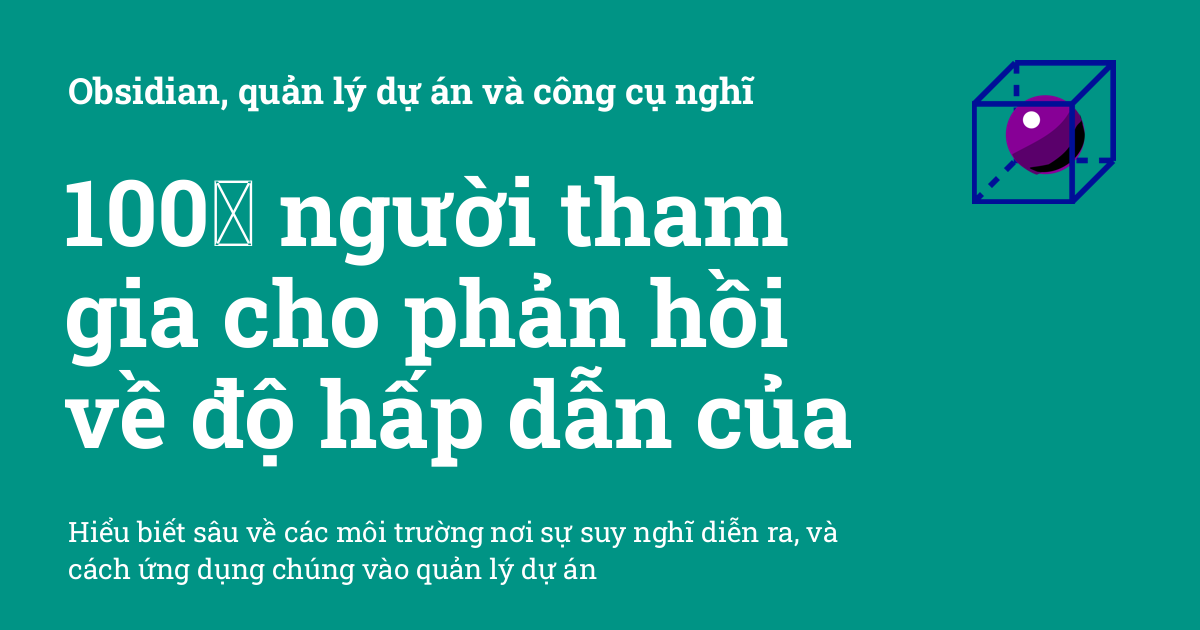 Obsidian, quản lý dự án và công cụ nghĩ
100 người tham
gia cho phản hồi
về độ hấp dẫn của
Hiểu biết sâu về các môi trường nơi sự suy nghĩ diễn ra, và
cách ứng dụng chúng vào quản lý dự án